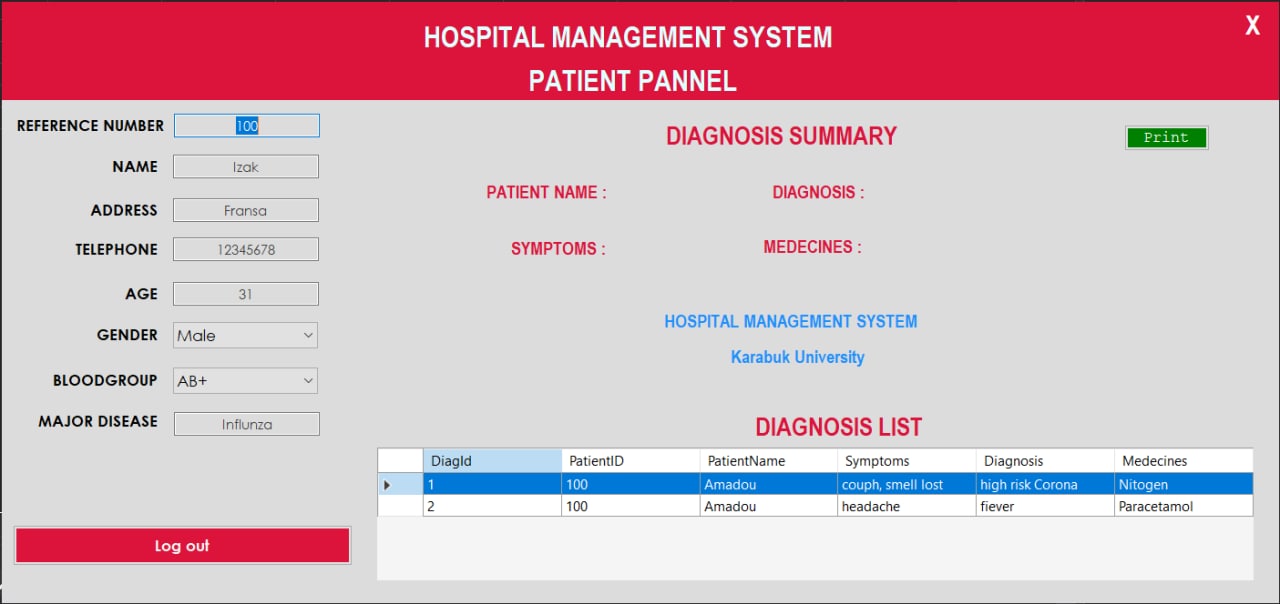 HOSPITAL MANAGEMENT SYSTEM
X
PATIENT PANNEL
REFERENCE NUMBER 100
NAME Izak
ADDRESS Fransa
TELEPHONE 12345678
AGE 31
GENDER Male
BLOODGROUP AB+
MAJOR DISEASE Influnza
Log out
DIAGNOSIS SUMMARY
Print
PATIENT NAME : DIAGNOSIS :
SYMPTOMS : MEDECINES :
HOSPITAL MANAGEMENT SYSTEM
Karabuk University
DIAGNOSIS LIST
DiagId PatientID PatientName Symptoms Diagnosis Medecines
1 100 Amadou couph, smell lost high risk Corona Nitogen
2 100 Amadou headache fiever Paracetamol